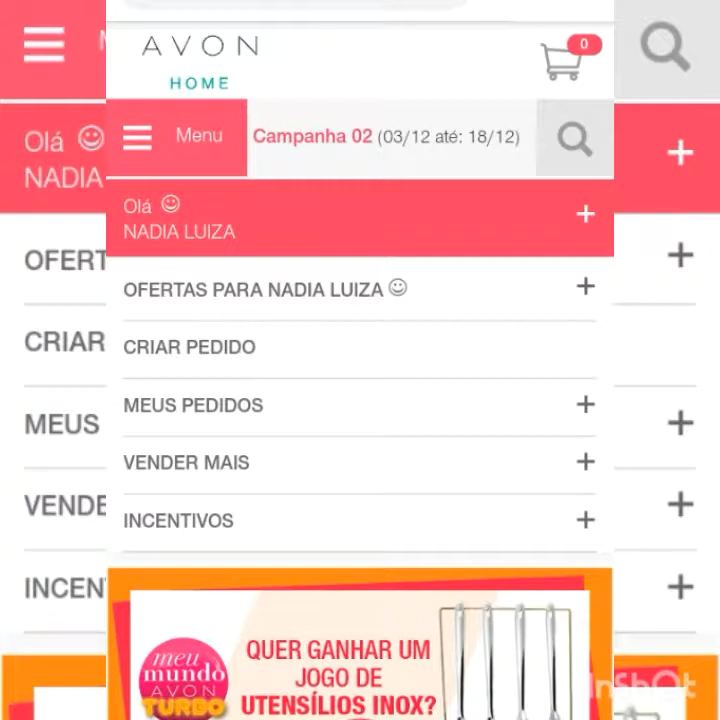 AVON
HOME
0
Menu
Campanha 02 (03/12 até: 18/12)
Olá
NADIA LUIZA
OFERTAS PARA NADIA LUIZA
CRIAR PEDIDO
MEUS PEDIDOS
VENDER MAIS
INCENTIVOS
meu
mundo
AVON
TURBO
QUER GANHAR UM
JOGO DE
UTENSÍLIOS INOX?
Olá
NADIA
OFERT
CRIAR
MEUS
VENDE
INCEN
InShOt